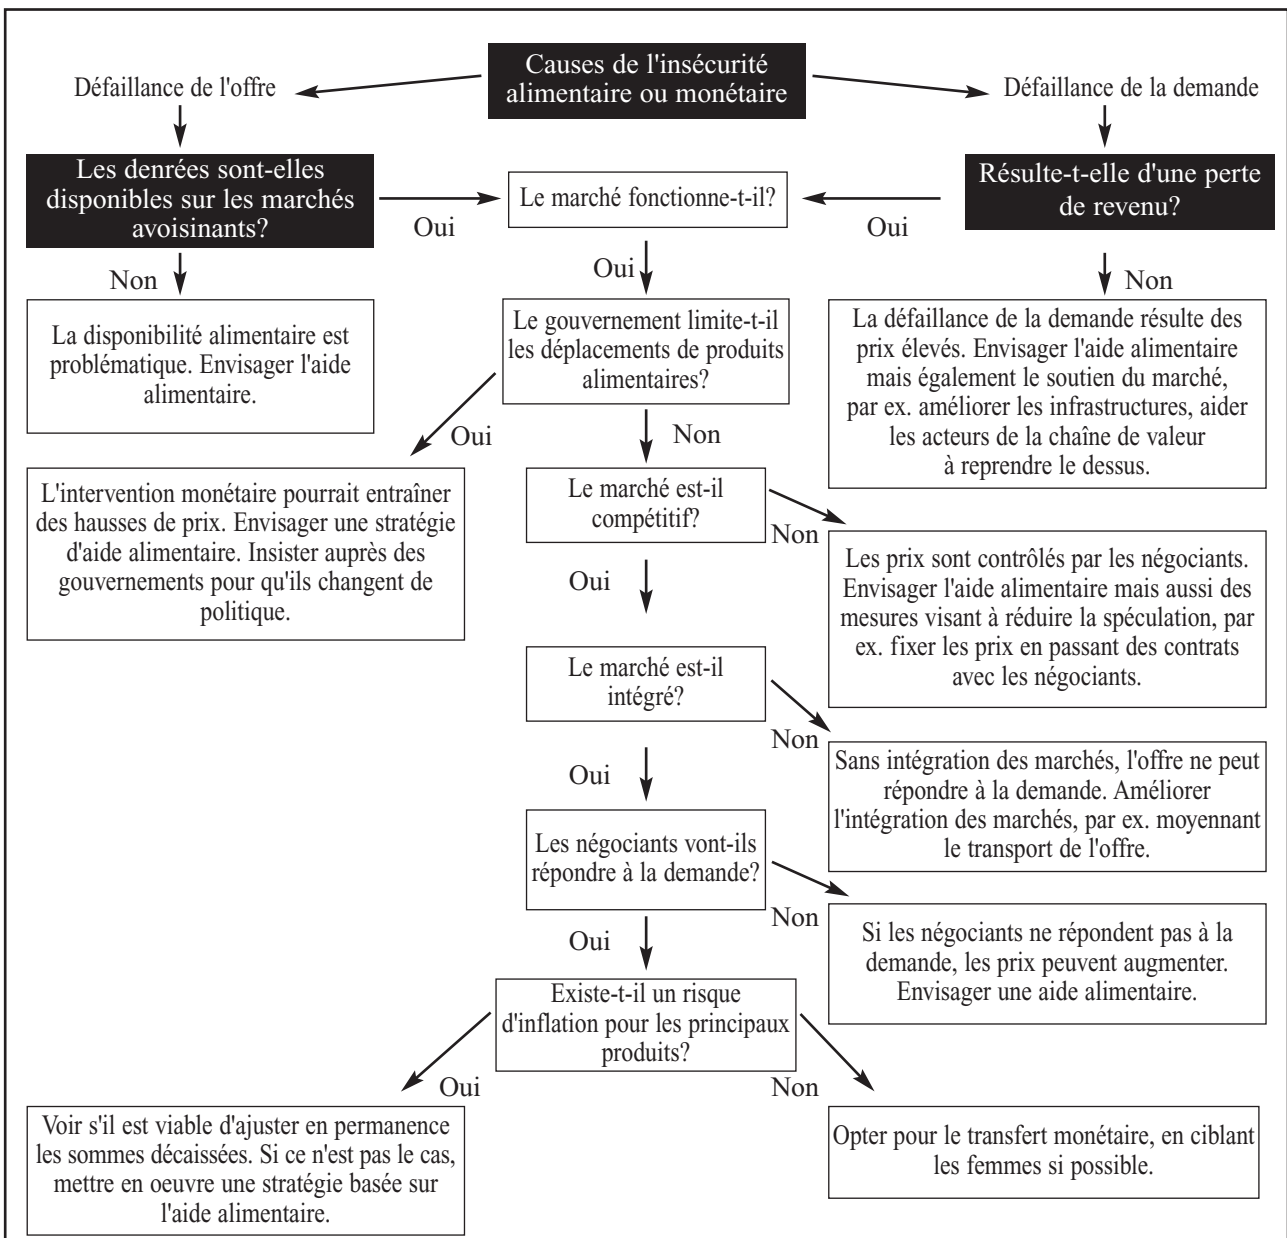 Causes de l'insécurité
alimentaire ou monétaire
Défaillance de l'offre
Défaillance de la demande
Les denrées sont-elles
disponibles sur les marchés
avoisinants?
Oui
Le marché fonctionne-t-il?
Oui
Résulte-t-elle d'une perte
de revenu?
Non
Oui
Non
La disponibilité alimentaire est
problématique. Envisager l'aide
alimentaire.
Le gouvernement limite-t-il
les déplacements de produits
alimentaires?
La défaillance de la demande résulte des
prix élevés. Envisager l'aide alimentaire
mais également le soutien du marché,
par ex. améliorer les infrastructures, aider
les acteurs de la chaîne de valeur
à reprendre le dessus.
Oui
Non
L'intervention monétaire pourrait entraîner
des hausses de prix. Envisager une stratégie
d'aide alimentaire. Insister auprès des
gouvernements pour qu'ils changent de
politique.
Le marché est-il
compétitif?
Non
Oui
Les prix sont contrôlés par les négociants.
Envisager l'aide alimentaire mais aussi des
mesures visant à réduire la spéculation, par
ex. fixer les prix en passant des contrats
avec les négociants.
Le marché est-il
intégré?
Non
Oui
Sans intégration des marchés, l'offre ne peut
répondre à la demande. Améliorer
l'intégration des marchés, par ex. moyennant
le transport de l'offre.
Les négociants vont-ils
répondre à la demande?
Non
Oui
Si les négociants ne répondent pas à la
demande, les prix peuvent augmenter.
Envisager une aide alimentaire.
Existe-t-il un risque
d'inflation pour les principaux
produits?
Oui
Non
Voir s'il est viable d'ajuster en permanence
les sommes décaissées. Si ce n'est pas le cas,
mettre en oeuvre une stratégie basée sur
l'aide alimentaire.
Opter pour le transfert monétaire, en ciblant
les femmes si possible.